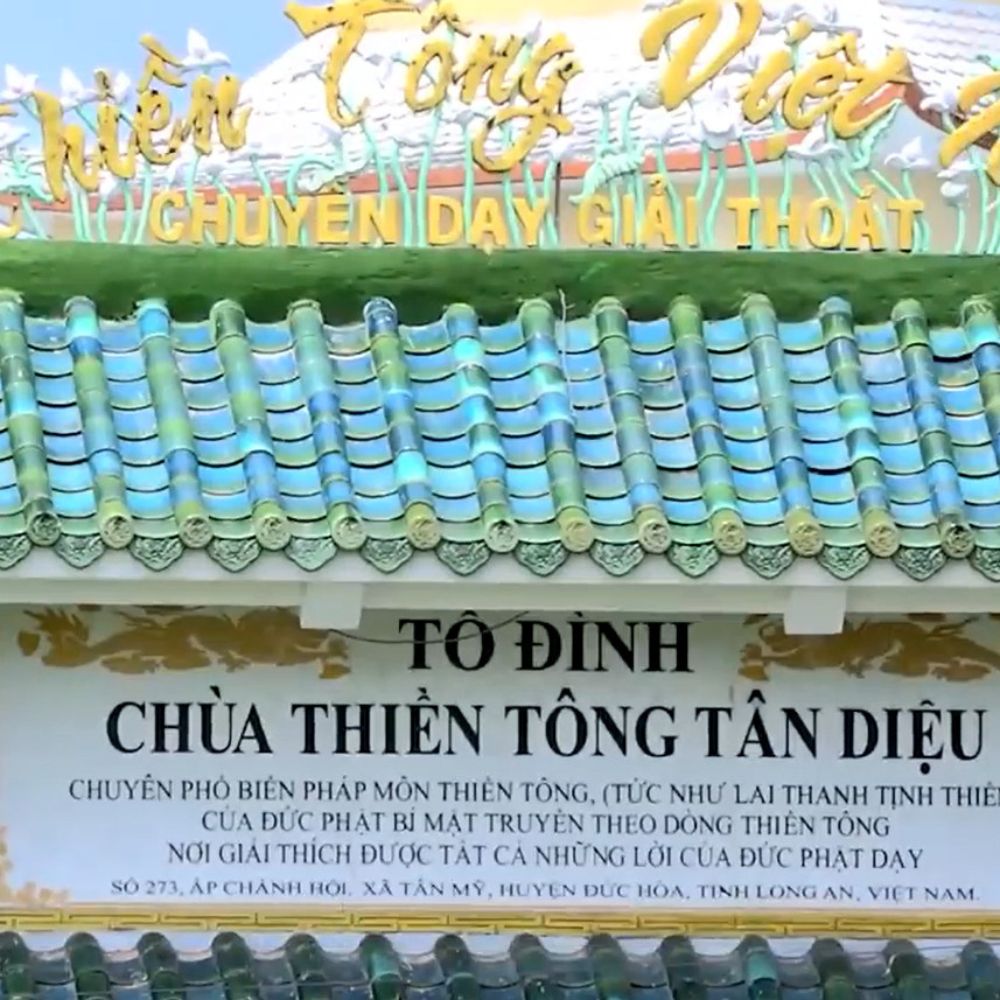 Thiền Tông Việt
CHUYÊN DẠY GIẢI THOÁT
TỔ ĐÌNH
CHÙA THIỀN TÔNG TÂN DIỆU
CHUYÊN PHỔ BIẾN PHÁP MÔN THIỀN TÔNG, (TỨC NHƯ LAI THANH TỊNH THIỀN
CỦA ĐỨC PHẬT BÍ MẬT TRUYỀN THEO DÒNG THIỀN TÔNG
NƠI GIẢI THÍCH ĐƯỢC TẤT CẢ NHỮNG LỜI CỦA ĐỨC PHẬT DẠY
SỐ 273, ẤP CHÁNH HỘI, XÃ TÂN MỸ, HUYỆN ĐỨC HÒA, TỈNH LONG AN, VIỆT NAM.